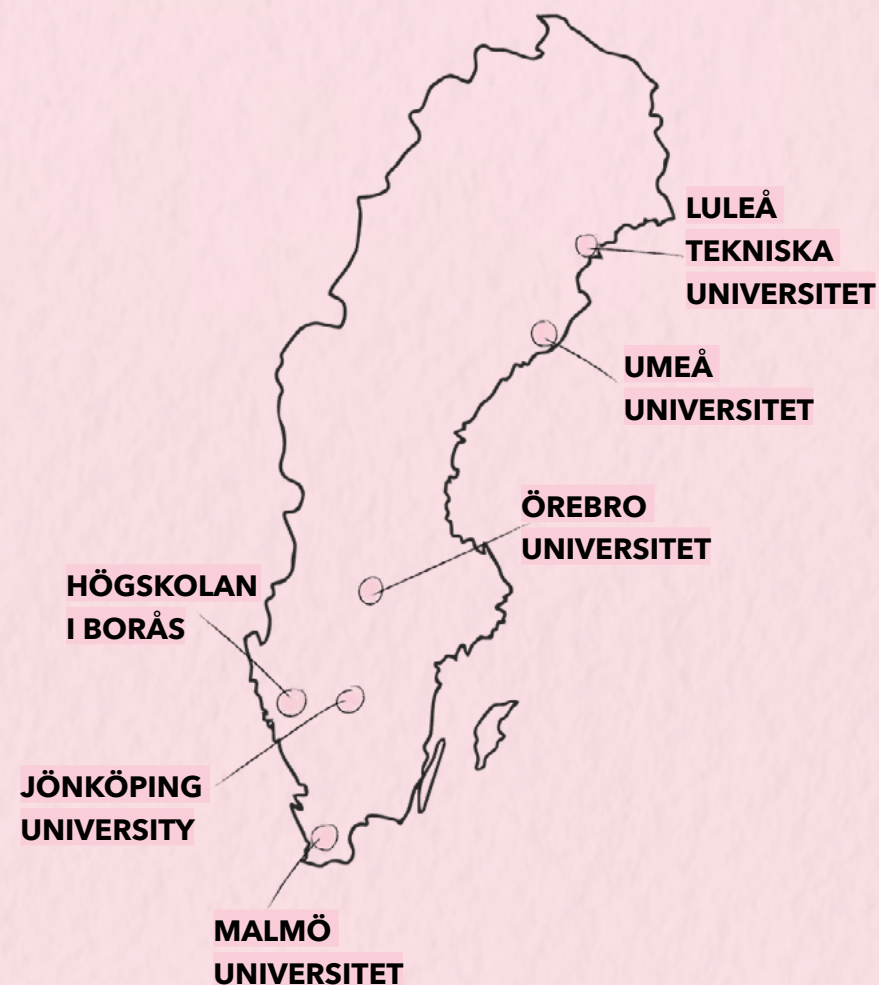 LULEÅ
TEKNISKA
UNIVERSITET
UMEÅ
UNIVERSITET
ÖREBRO
UNIVERSITET
HÖGSKOLAN
I BORÅS
JÖNKÖPING
UNIVERSITY
MALMÖ
UNIVERSITET